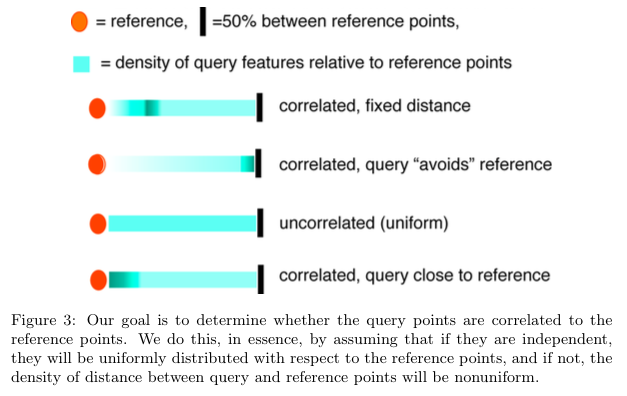 = reference, =50% between reference points,
= density of query features relative to reference points
correlated, fixed distance
correlated, query “avoids” reference
uncorrelated (uniform)
correlated, query close to reference
Figure 3: Our goal is to determine whether the query points are correlated to the
reference points. We do this, in essence, by assuming that if they are independent,
they will be uniformly distributed with respect to the reference points, and if not, the
density of distance between query and reference points will be nonuniform.